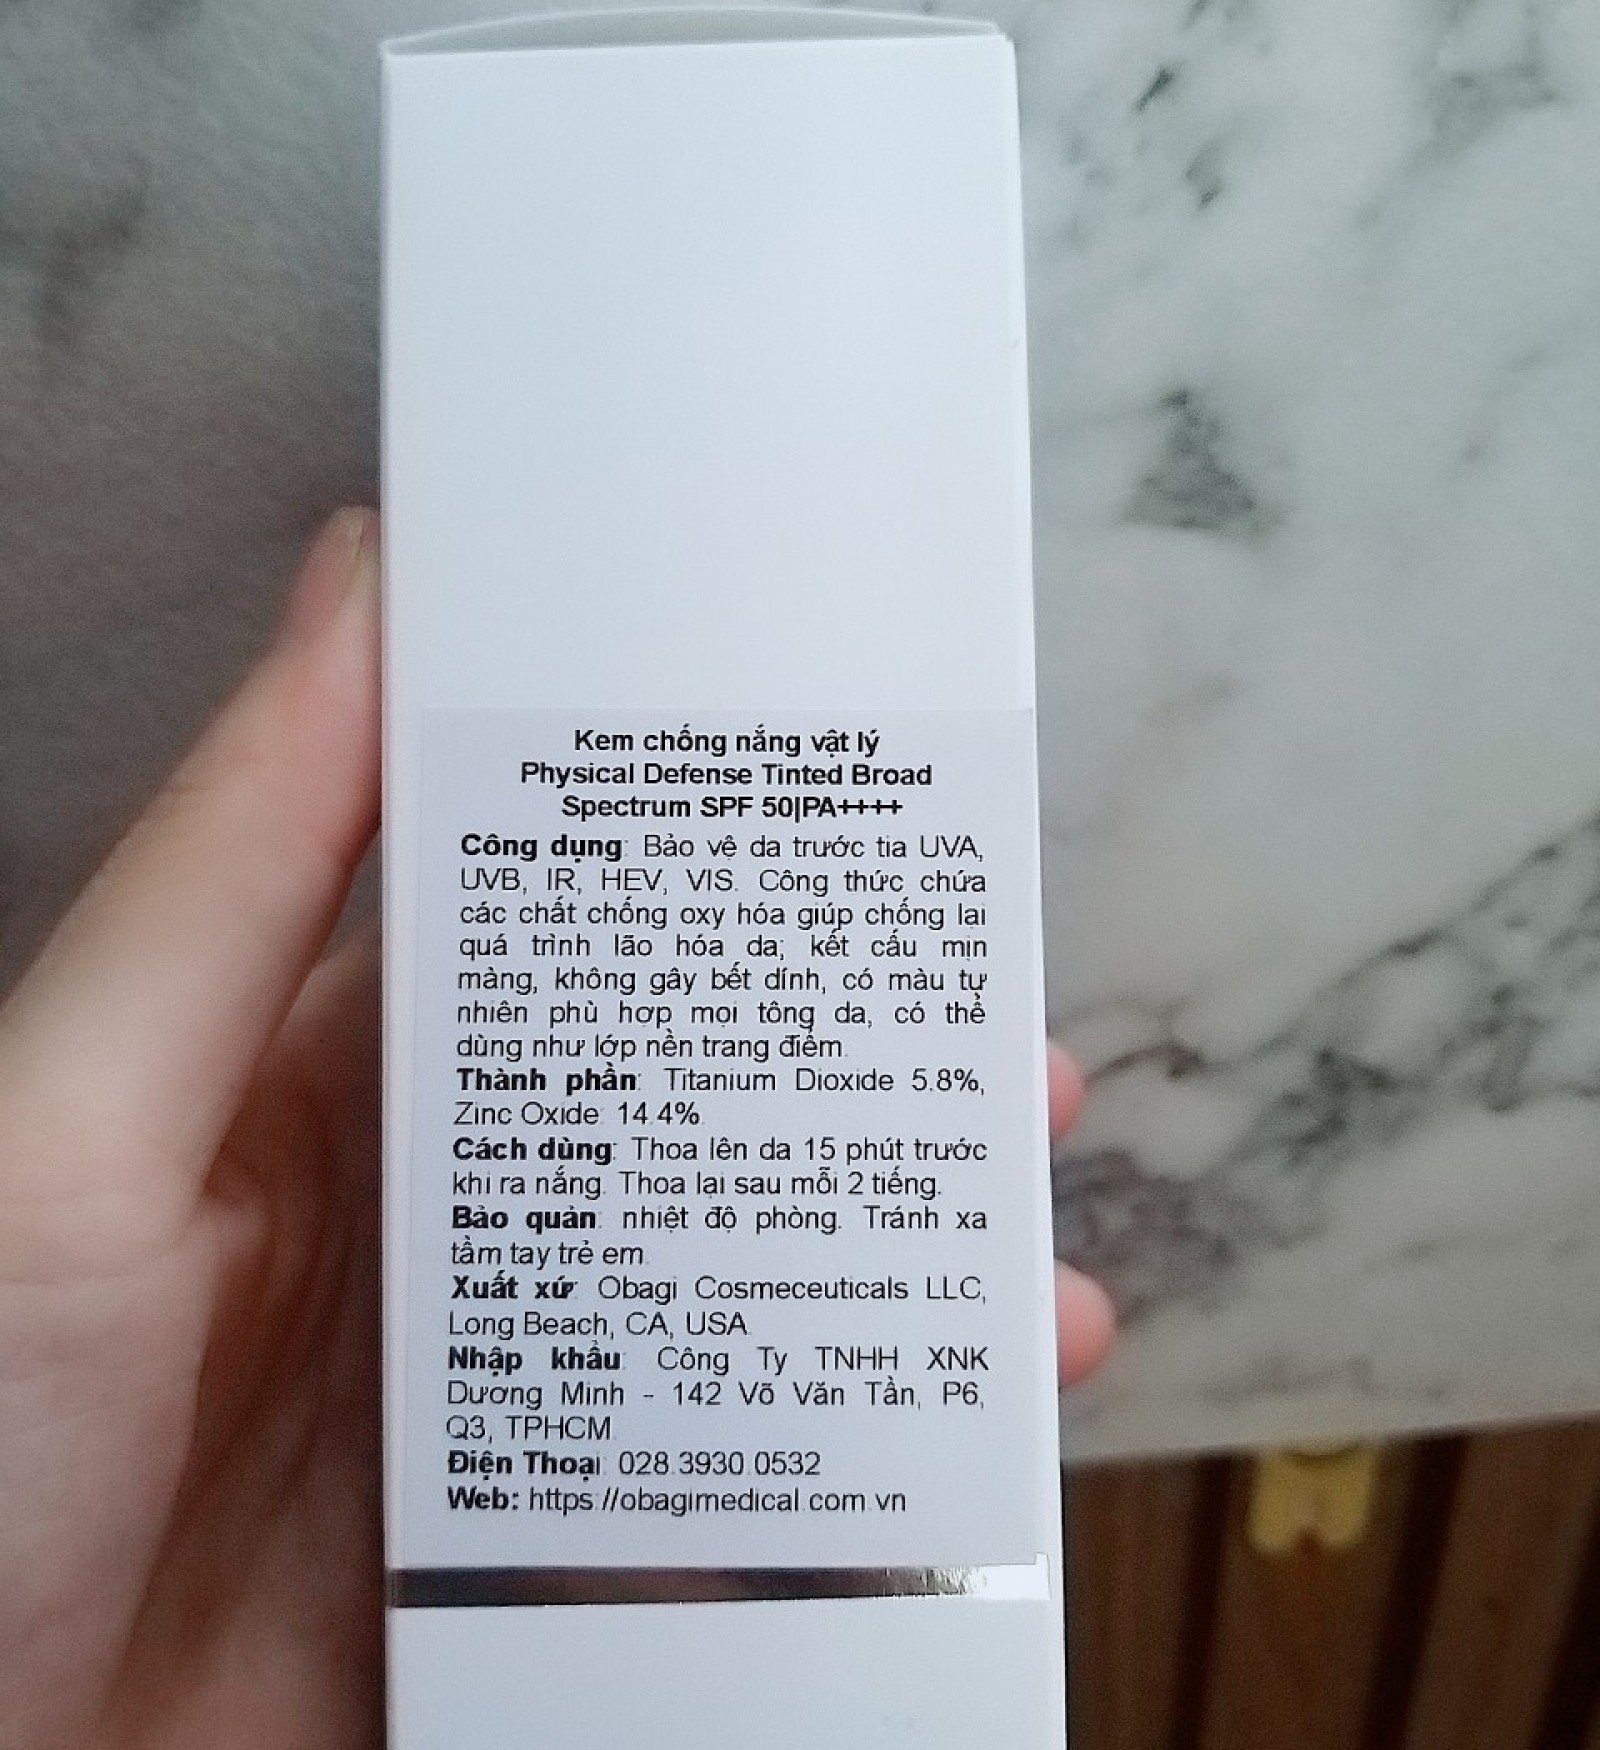 Kem chống nắng vật lý
Physical Defense Tinted Broad
Spectrum SPF 50|PA++++
Công dụng: Bảo vệ da trước tia UVA,
UVB, IR, HEV, VIS. Công thức chứa
các chất chống oxy hóa giúp chống lại
quá trình lão hóa da; kết cấu mịn
màng, không gây bết dính, có màu tự
nhiên phù hợp mọi tông da, có thể
dùng như lớp nền trang điểm.
Thành phần: Titanium Dioxide 5.8%,
Zinc Oxide: 14.4%.
Cách dùng: Thoa lên da 15 phút trước
khi ra nắng. Thoa lại sau mỗi 2 tiếng.
Bảo quản: nhiệt độ phòng. Tránh xa
tầm tay trẻ em.
Xuất xứ: Obagi Cosmeceuticals LLC,
Long Beach, CA, USA.
Nhập khẩu: Công Ty TNHH XNK
Dương Minh - 142 Võ Văn Tần, P6,
Q3, TPHCM.
Điện Thoại: 028.3930.0532
Web: https://obagimedical.com.vn